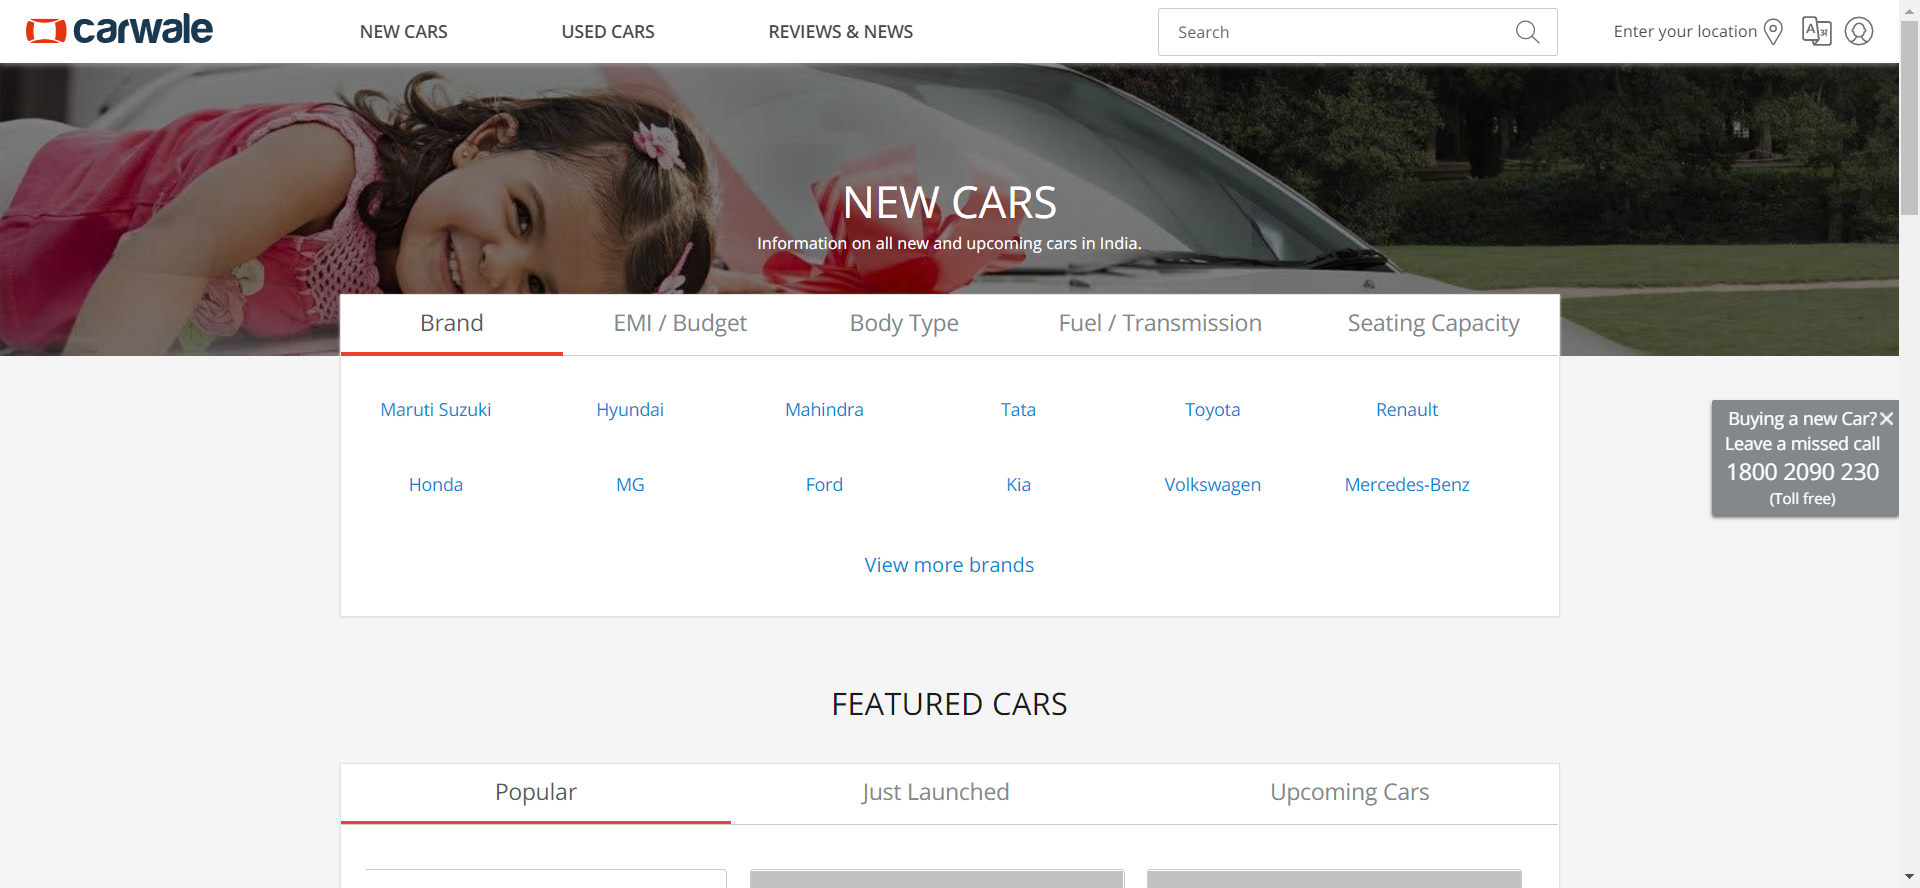 carwale
NEW CARS
USED CARS
REVIEWS & NEWS
Search
Enter your location
A अ
NEW CARS
Information on all new and upcoming cars in India.
Brand
EMI / Budget
Body Type
Fuel / Transmission
Seating Capacity
Maruti Suzuki
Hyundai
Mahindra
Tata
Toyota
Renault
Honda
MG
Ford
Kia
Volkswagen
Mercedes-Benz
View more brands
Buying a new Car?
Leave a missed call
1800 2090 230
(Toll free)
FEATURED CARS
Popular
Just Launched
Upcoming Cars